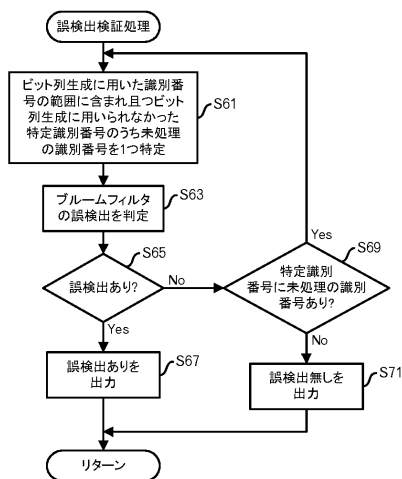 誤検出検証処理
ビット列生成に用いた識別番
号の範囲に含まれ且つビット
列生成に用いられなかった
特定識別番号のうち未処理
の識別番号を1つ特定
S61
ブルームフィルタ
の誤検出を判定
S63
誤検出あり?
S65
No
Yes
特定識別
番号に未処理の識別
番号あり?
S69
Yes
No
誤検出ありを
出力
S67
誤検出無しを
出力
S71
リターン